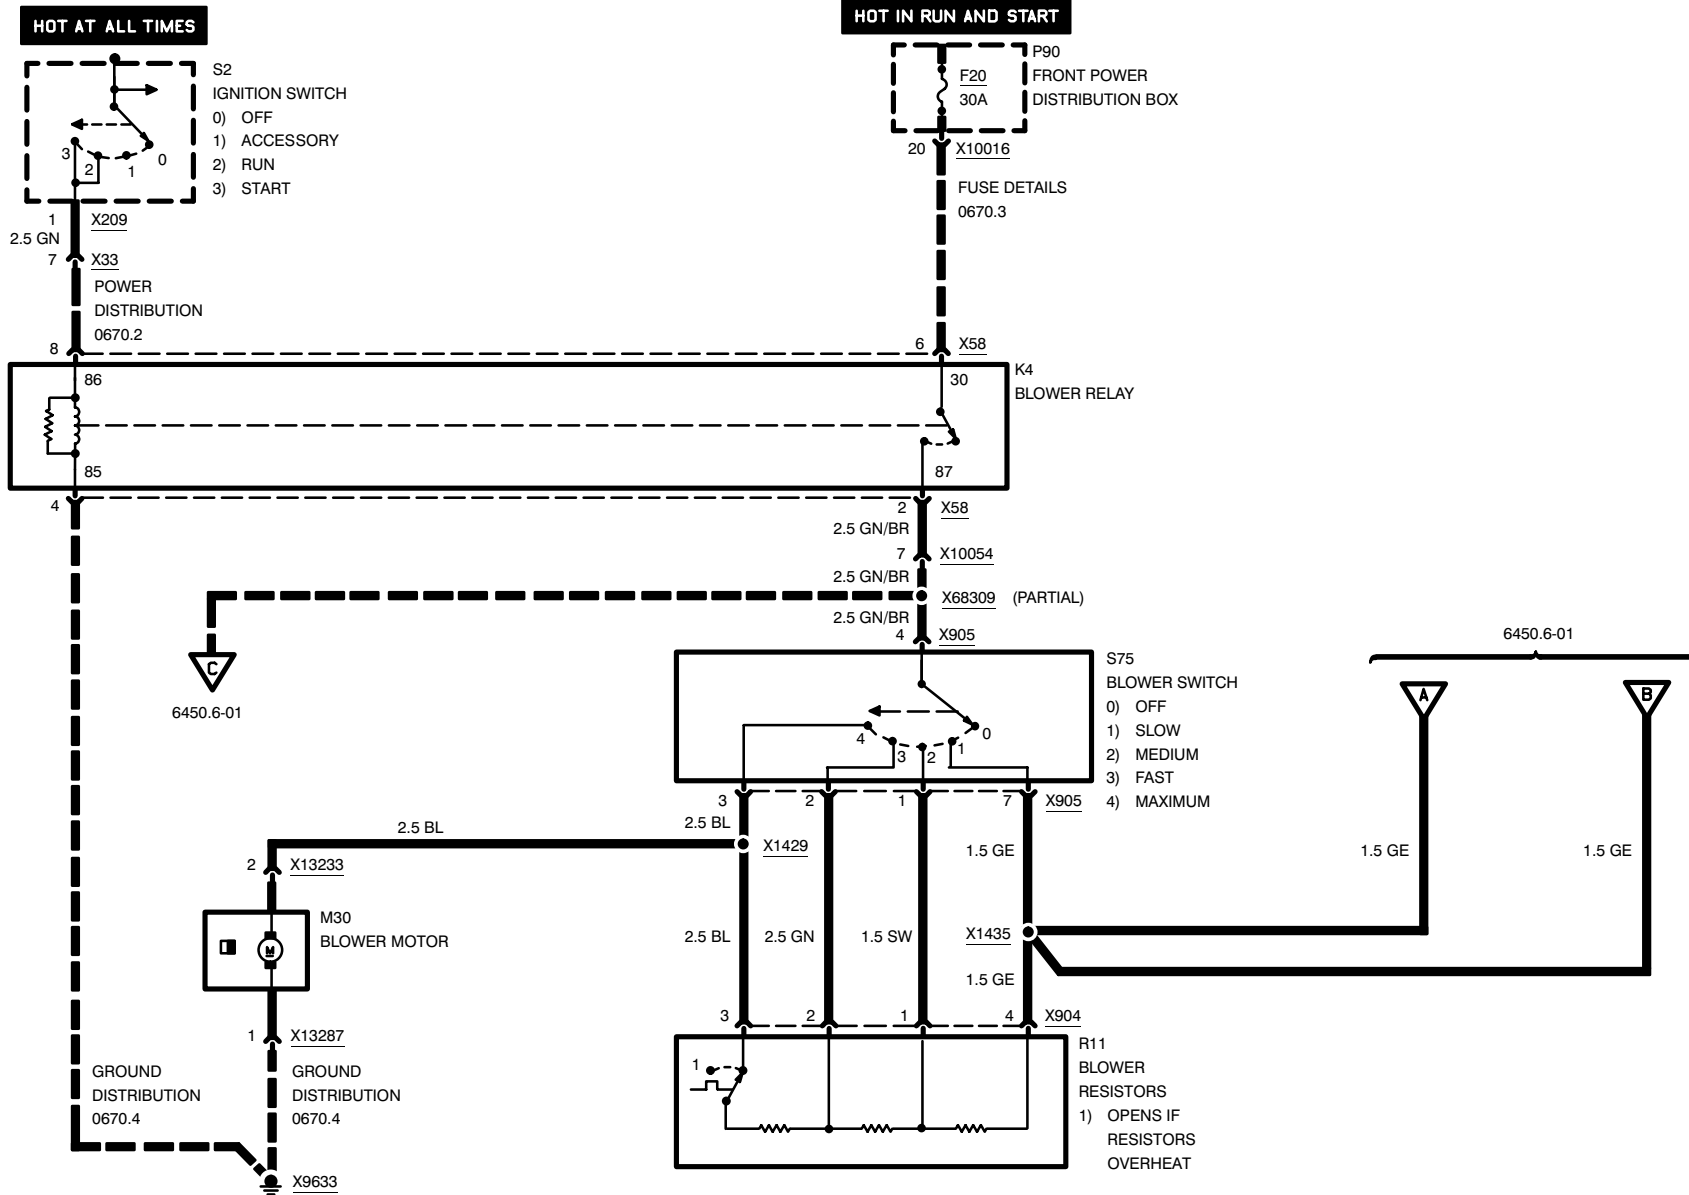 HOT AT ALL TIMES
HOT IN RUN AND START
S2
IGNITION SWITCH
0) OFF
1) ACCESSORY
2) RUN
3) START
3
2
1
0
P90
FRONT POWER
DISTRIBUTION BOX
F20
30A
20 X10016
FUSE DETAILS
0670.3
1 X209
2.5 GN
7 X33
POWER
DISTRIBUTION
0670.2
8
6 X58
K4
BLOWER RELAY
86
30
85
87
4
2 X58
2.5 GN/BR
7 X10054
2.5 GN/BR
X68309 (PARTIAL)
2.5 GN/BR
4 X905
C
6450.6-01
S75
BLOWER SWITCH
0) OFF
1) SLOW
2) MEDIUM
3) FAST
4) MAXIMUM
4
3
2
1
0
6450.6-01
A
B
3
2
1
7 X905
2.5 BL
2.5 BL
X1429
1.5 GE
1.5 GE
1.5 GE
2 X13233
M30
BLOWER MOTOR
M
2.5 BL
2.5 GN
1.5 SW
X1435
1.5 GE
3
2
1
4 X904
1 X13287
R11
BLOWER
RESISTORS
1) OPENS IF
RESISTORS
OVERHEAT
1
GROUND
DISTRIBUTION
0670.4
GROUND
DISTRIBUTION
0670.4
X9633